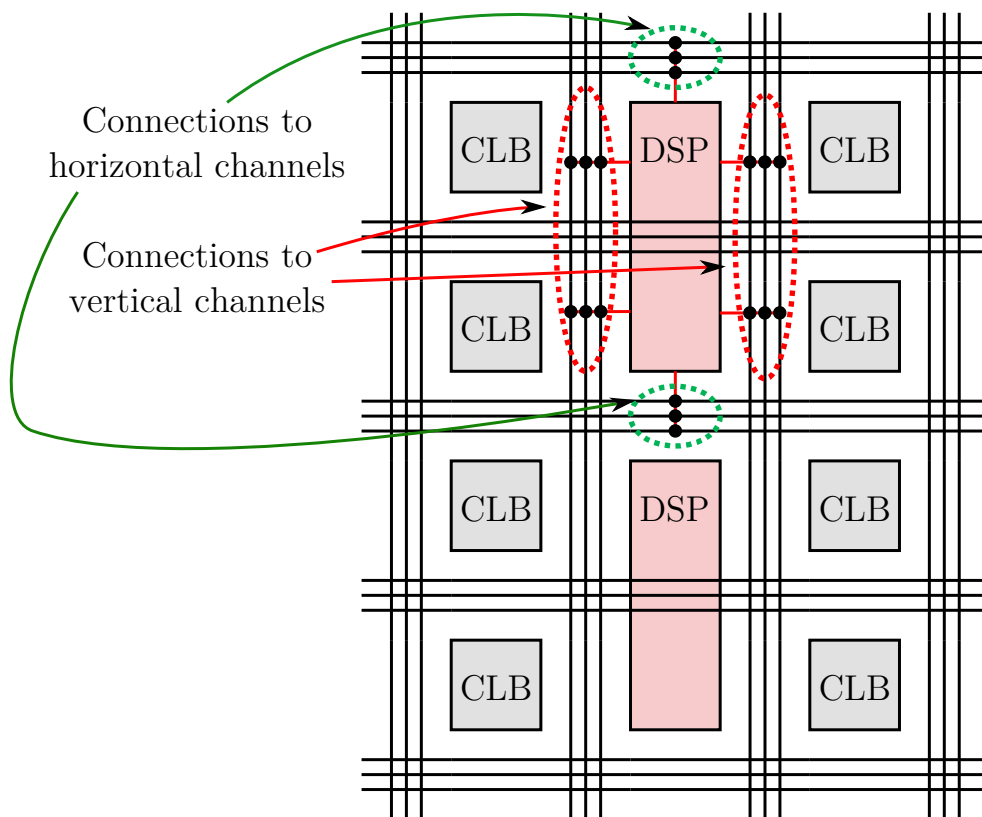 Connections to
horizontal channels
Connections to
vertical channels
CLB
DSP
CLB
CLB
CLB
CLB
DSP
CLB
CLB
CLB